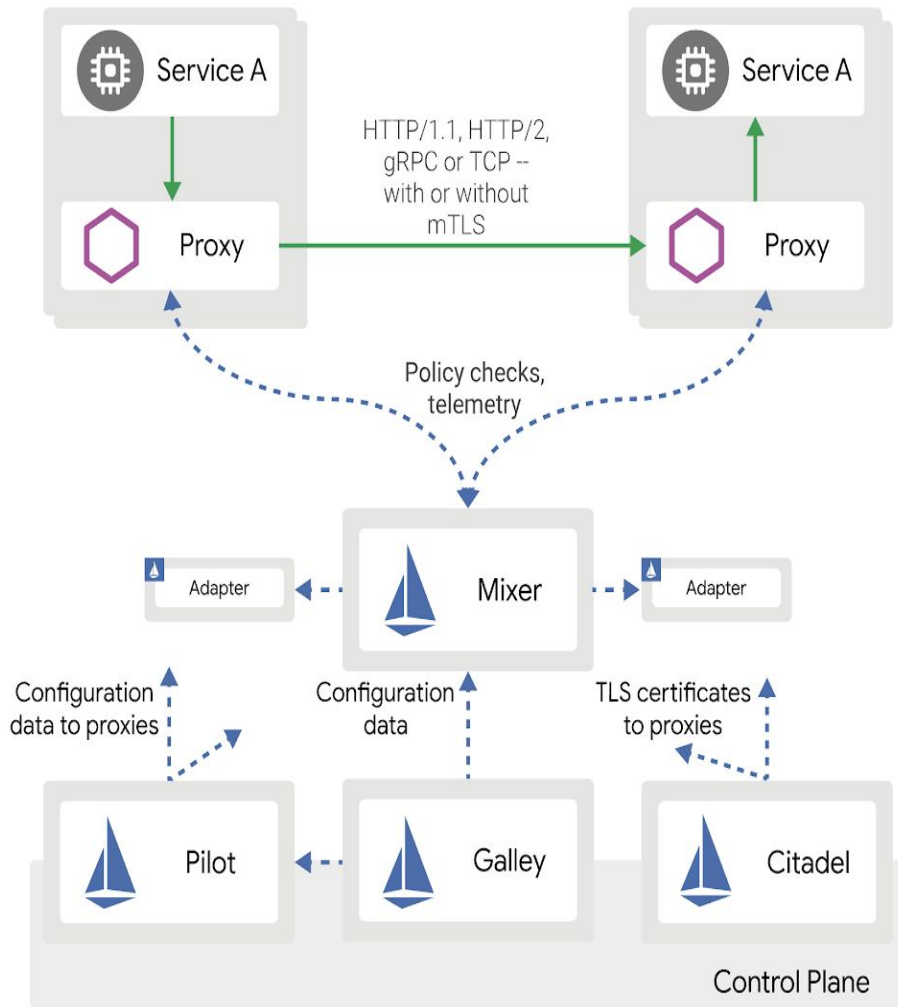 Service A
Service A
HTTP/1.1, HTTP/2,
gRPC or TCP --
with or without
mTLS
Proxy
Proxy
Policy checks,
telemetry
Adapter
Mixer
Adapter
Configuration
data to proxies
Configuration
data
TLS certificates
to proxies
Pilot
Galley
Citadel
Control Plane